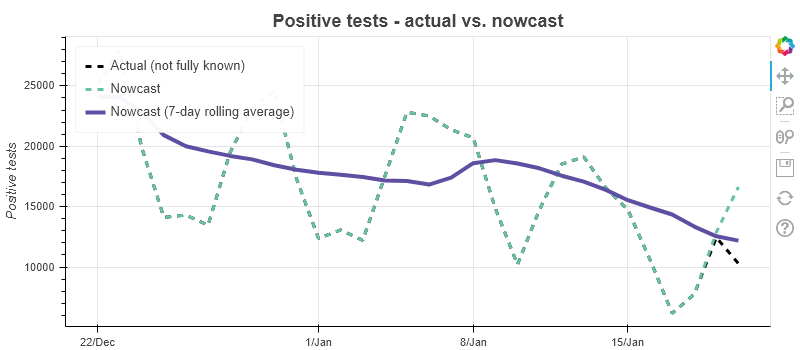 Positive tests - actual vs. nowcast
Actual (not fully known)
Nowcast
Nowcast (7-day rolling average)
Positive tests
25000
20000
15000
10000
22/Dec
1/Jan
8/Jan
15/Jan